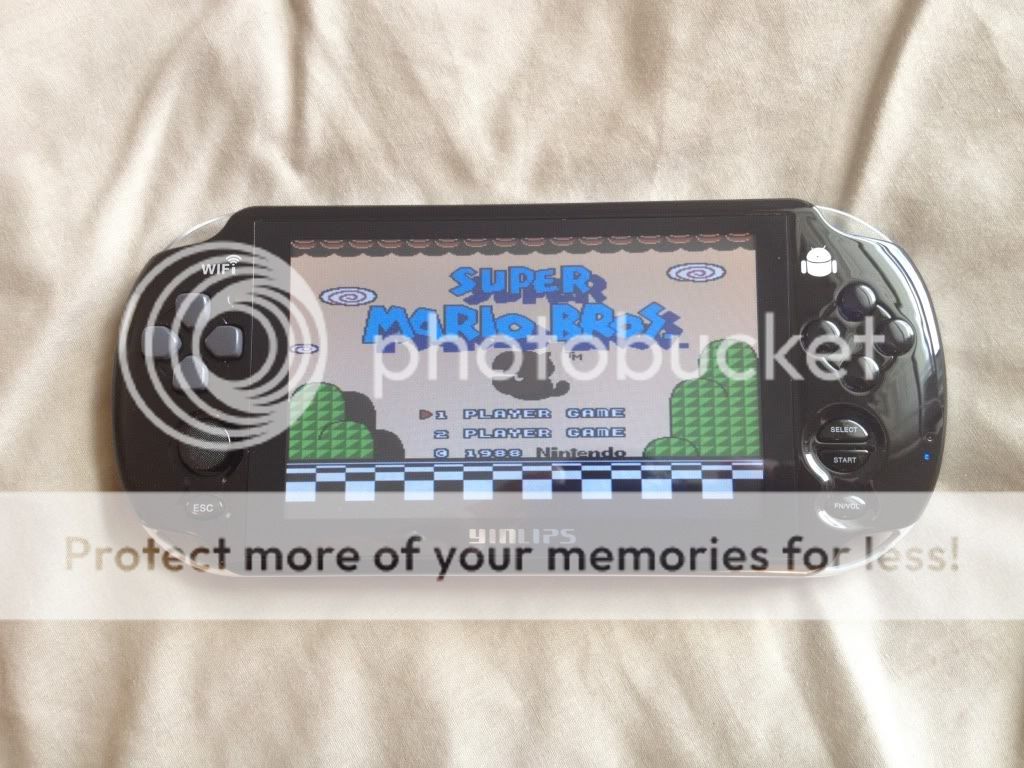 WIFi
SUPER
MARIO BROS.
TM
photobucket
1 PLAYER GAME
2 PLAYER GAME
© 1988 Nintendo
SELECT
START
ESC
FN/VOL
YINLIPS
Protect more of your memories for less!